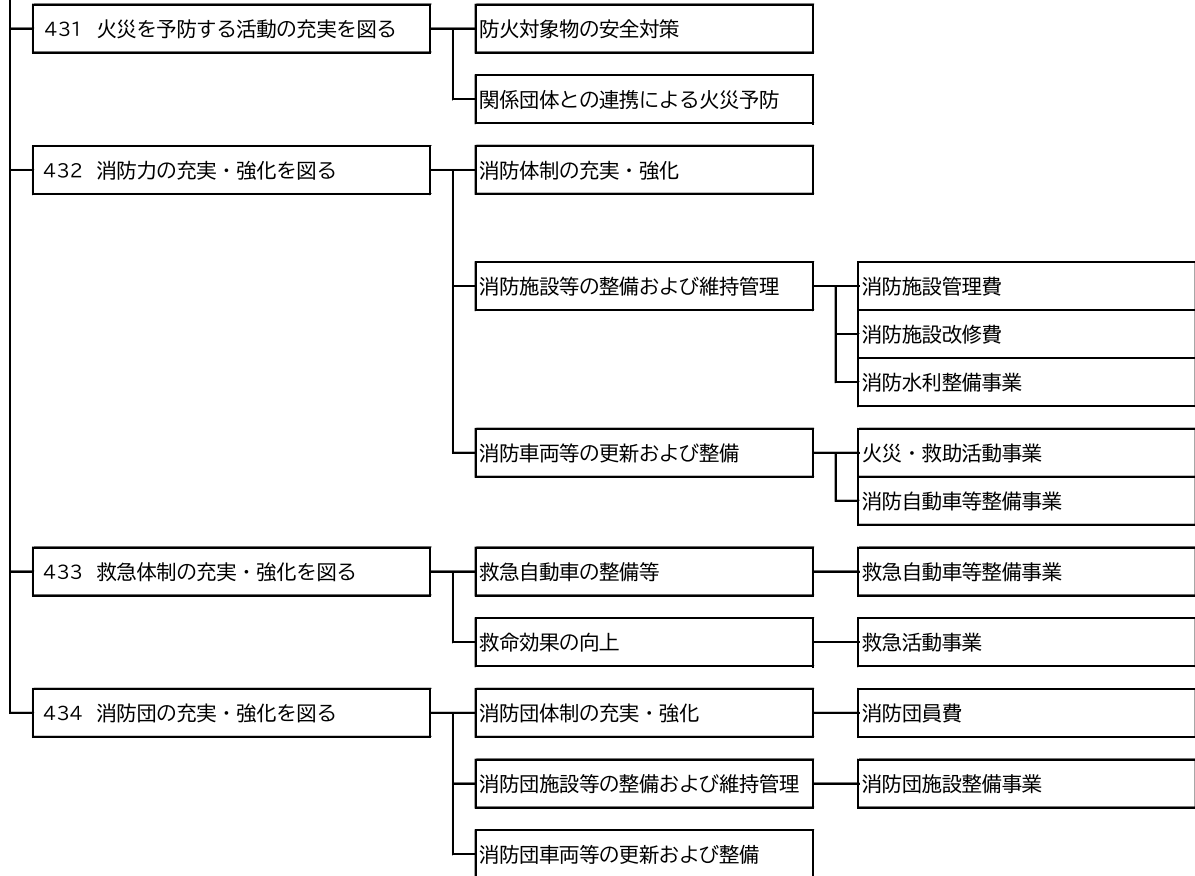 431 火災を予防する活動の充実を図る
防火対象物の安全対策
関係団体との連携による火災予防
432 消防力の充実・強化を図る
消防体制の充実・強化
消防施設等の整備および維持管理
消防施設管理費
消防施設改修費
消防水利整備事業
消防車両等の更新および整備
火災・救助活動事業
消防自動車等整備事業
433 救急体制の充実・強化を図る
救急自動車の整備等
救急自動車等整備事業
救命効果の向上
救急活動事業
434 消防団の充実・強化を図る
消防団体制の充実・強化
消防団員費
消防団施設等の整備および維持管理
消防団施設整備事業
消防団車両等の更新および整備